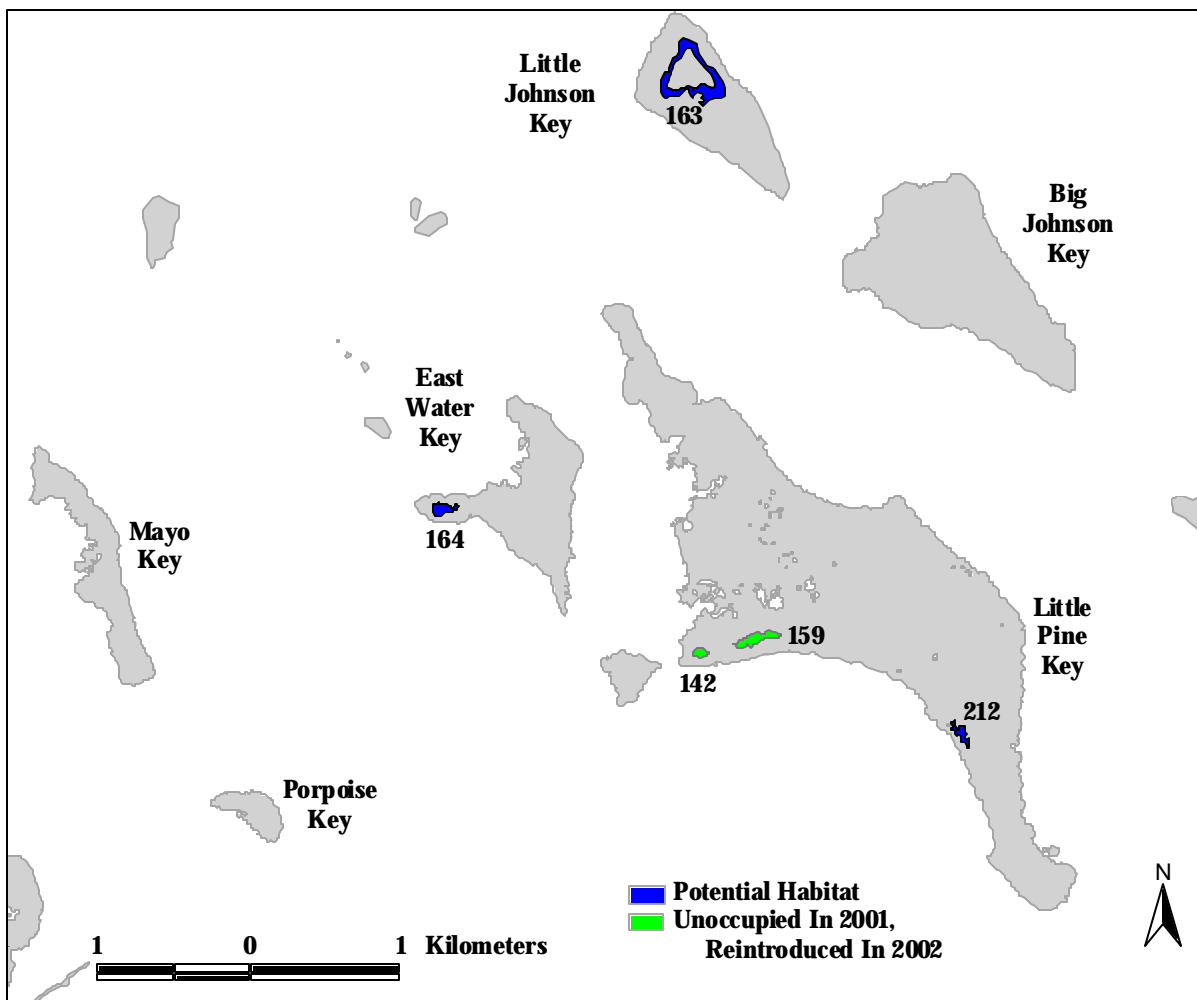 Little
Johnson
Key
163
Big
Johnson
Key
East
Water
Key
164
Mayo
Key
159
142
Little
Pine
Key
212
Porpoise
Key
Potential Habitat
Unoccupied In 2001,
Reintroduced In 2002
1 0 1 Kilometers
N